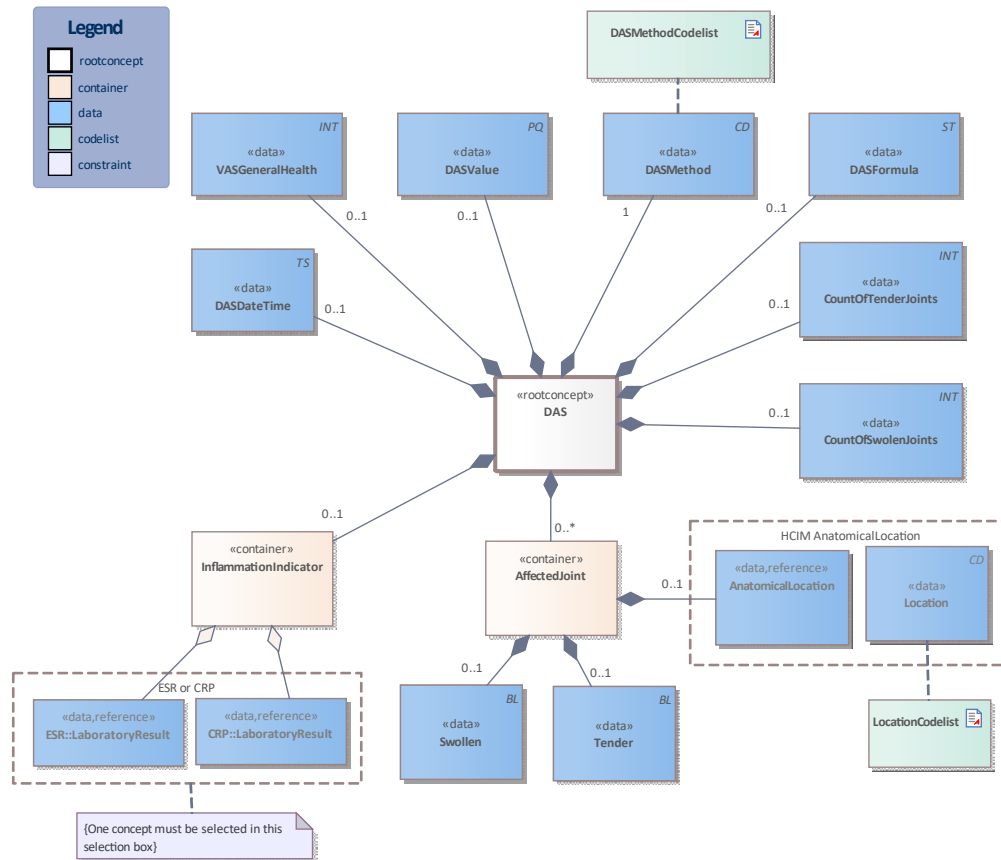 Legend
rootconcept
container
data
codelist
constraint
DASMethodCodelist
INT
«data»
VASGeneralHealth
PQ
«data»
DASValue
CD
«data»
DASMethod
ST
«data»
DASFormula
0..1
0..1
1
0..1
TS
«data»
DASDateTime
0..1
INT
«data»
CountOfTenderJoints
0..1
«rootconcept»
DAS
INT
«data»
CountOfSwolenJoints
0..1
0..1
0..*
«container»
InflammationIndicator
«container»
AffectedJoint
HCIM AnatomicalLocation
0..1
«data,reference»
AnatomicalLocation
CD
«data»
Location
ESR or CRP
«data,reference»
ESR::LaboratoryResult
«data,reference»
CRP::LaboratoryResult
0..1
0..1
BL
«data»
Swollen
BL
«data»
Tender
LocationCodelist
{One concept must be selected in this
selection box}